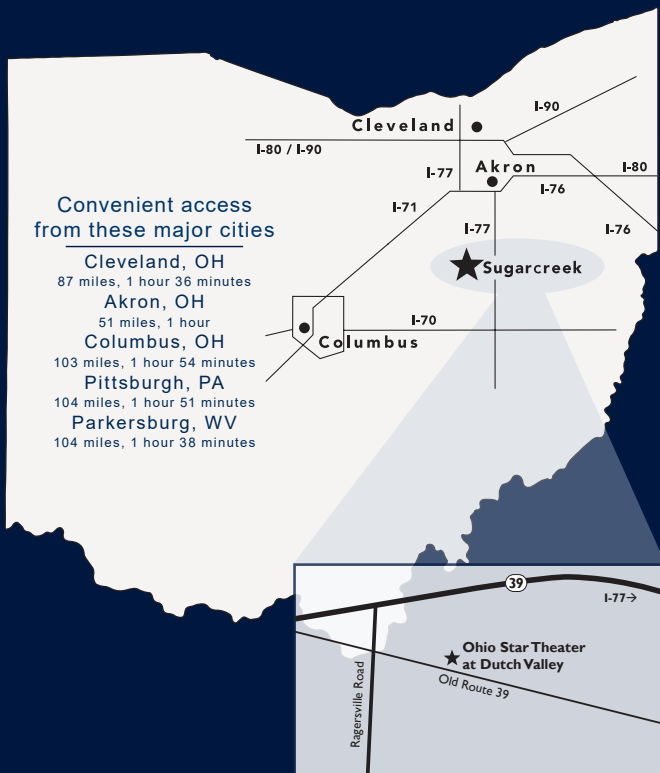 I-90
Cleveland
I-80 / I-90
I-77
Akron
I-80
I-76
I-71
I-77
I-76
Convenient access
from these major cities
Cleveland, OH
87 miles, 1 hour 36 minutes
Akron, OH
51 miles, 1 hour
Columbus, OH
103 miles, 1 hour 54 minutes
Pittsburgh, PA
104 miles, 1 hour 51 minutes
Parkersburg, WV
104 miles, 1 hour 38 minutes
Sugarcreek
I-70
Columbus
39
I-77→
Ohio Star Theater
at Dutch Valley
Old Route 39
Ragersville Road